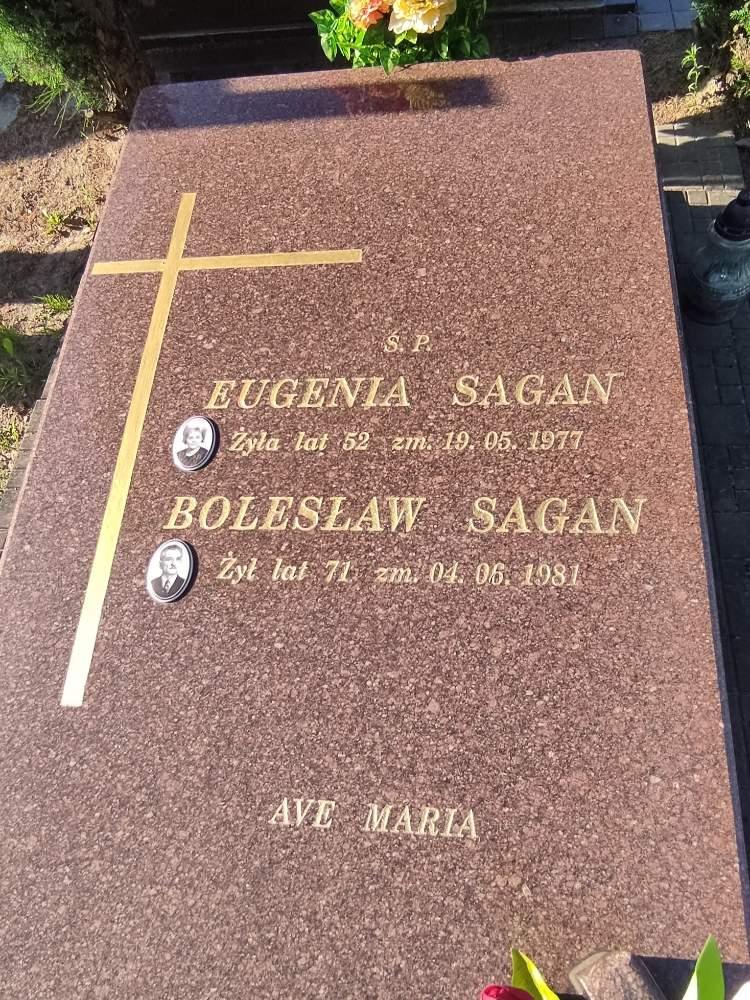 Ś. P.
EUGENIA SAGAN
Żyła lat 52 zm. 19. 05. 1977
BOLESŁAW SAGAN
Żył lat 71 zm. 04. 06. 1981
AVE MARIA